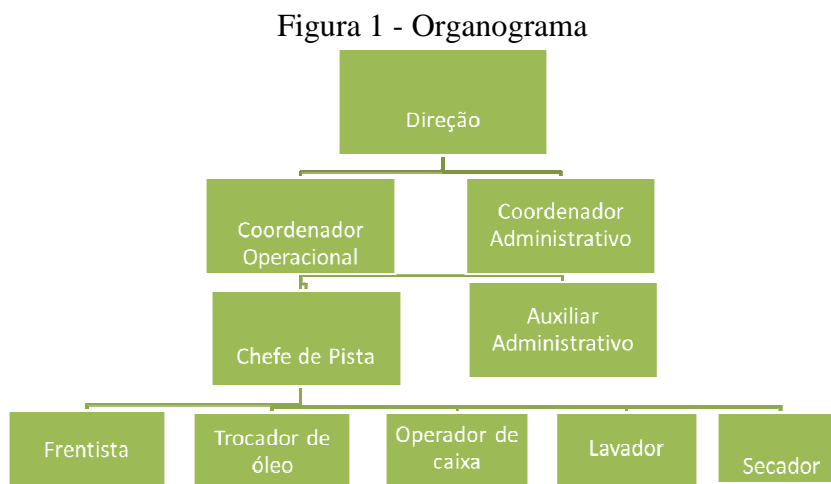 Figura 1 - Organograma
Direção
Coordenador
Operacional
Coordenador
Administrativo
Chefe de Pista
Auxiliar
Administrativo
Frentista
Trocador de
óleo
Operador de
caixa
Lavador
Secador